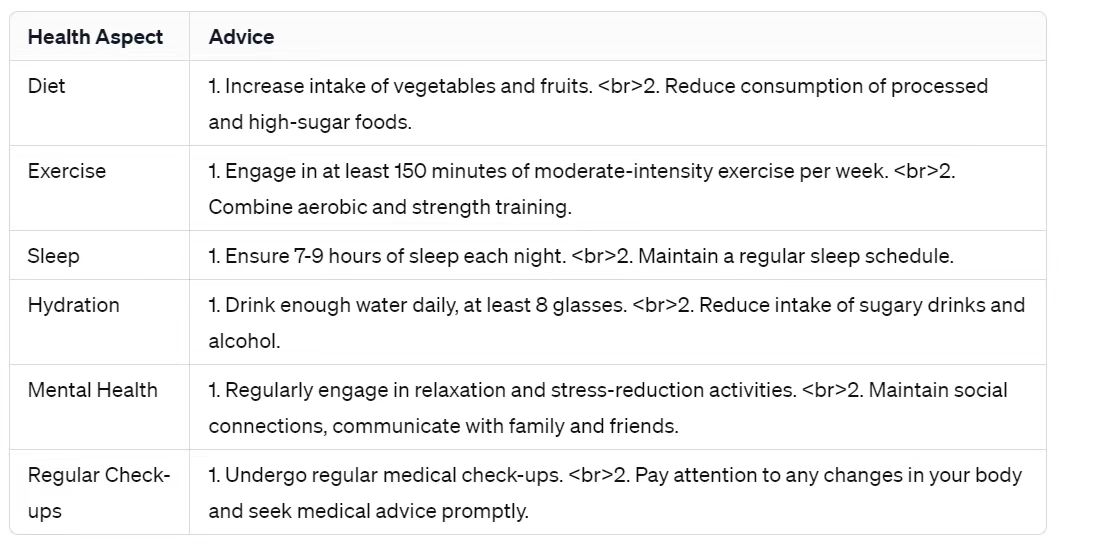 Health Aspect Advice
Diet 1. Increase intake of vegetables and fruits. <br>2. Reduce consumption of processed
and high-sugar foods.
Exercise 1. Engage in at least 150 minutes of moderate-intensity exercise per week. <br>2.
Combine aerobic and strength training.
Sleep 1. Ensure 7-9 hours of sleep each night. <br>2. Maintain a regular sleep schedule.
Hydration 1. Drink enough water daily, at least 8 glasses. <br>2. Reduce intake of sugary drinks and
alcohol.
Mental Health 1. Regularly engage in relaxation and stress-reduction activities. <br>2. Maintain social
connections, communicate with family and friends.
Regular Check- 1. Undergo regular medical check-ups. <br>2. Pay attention to any changes in your body
ups and seek medical advice promptly.